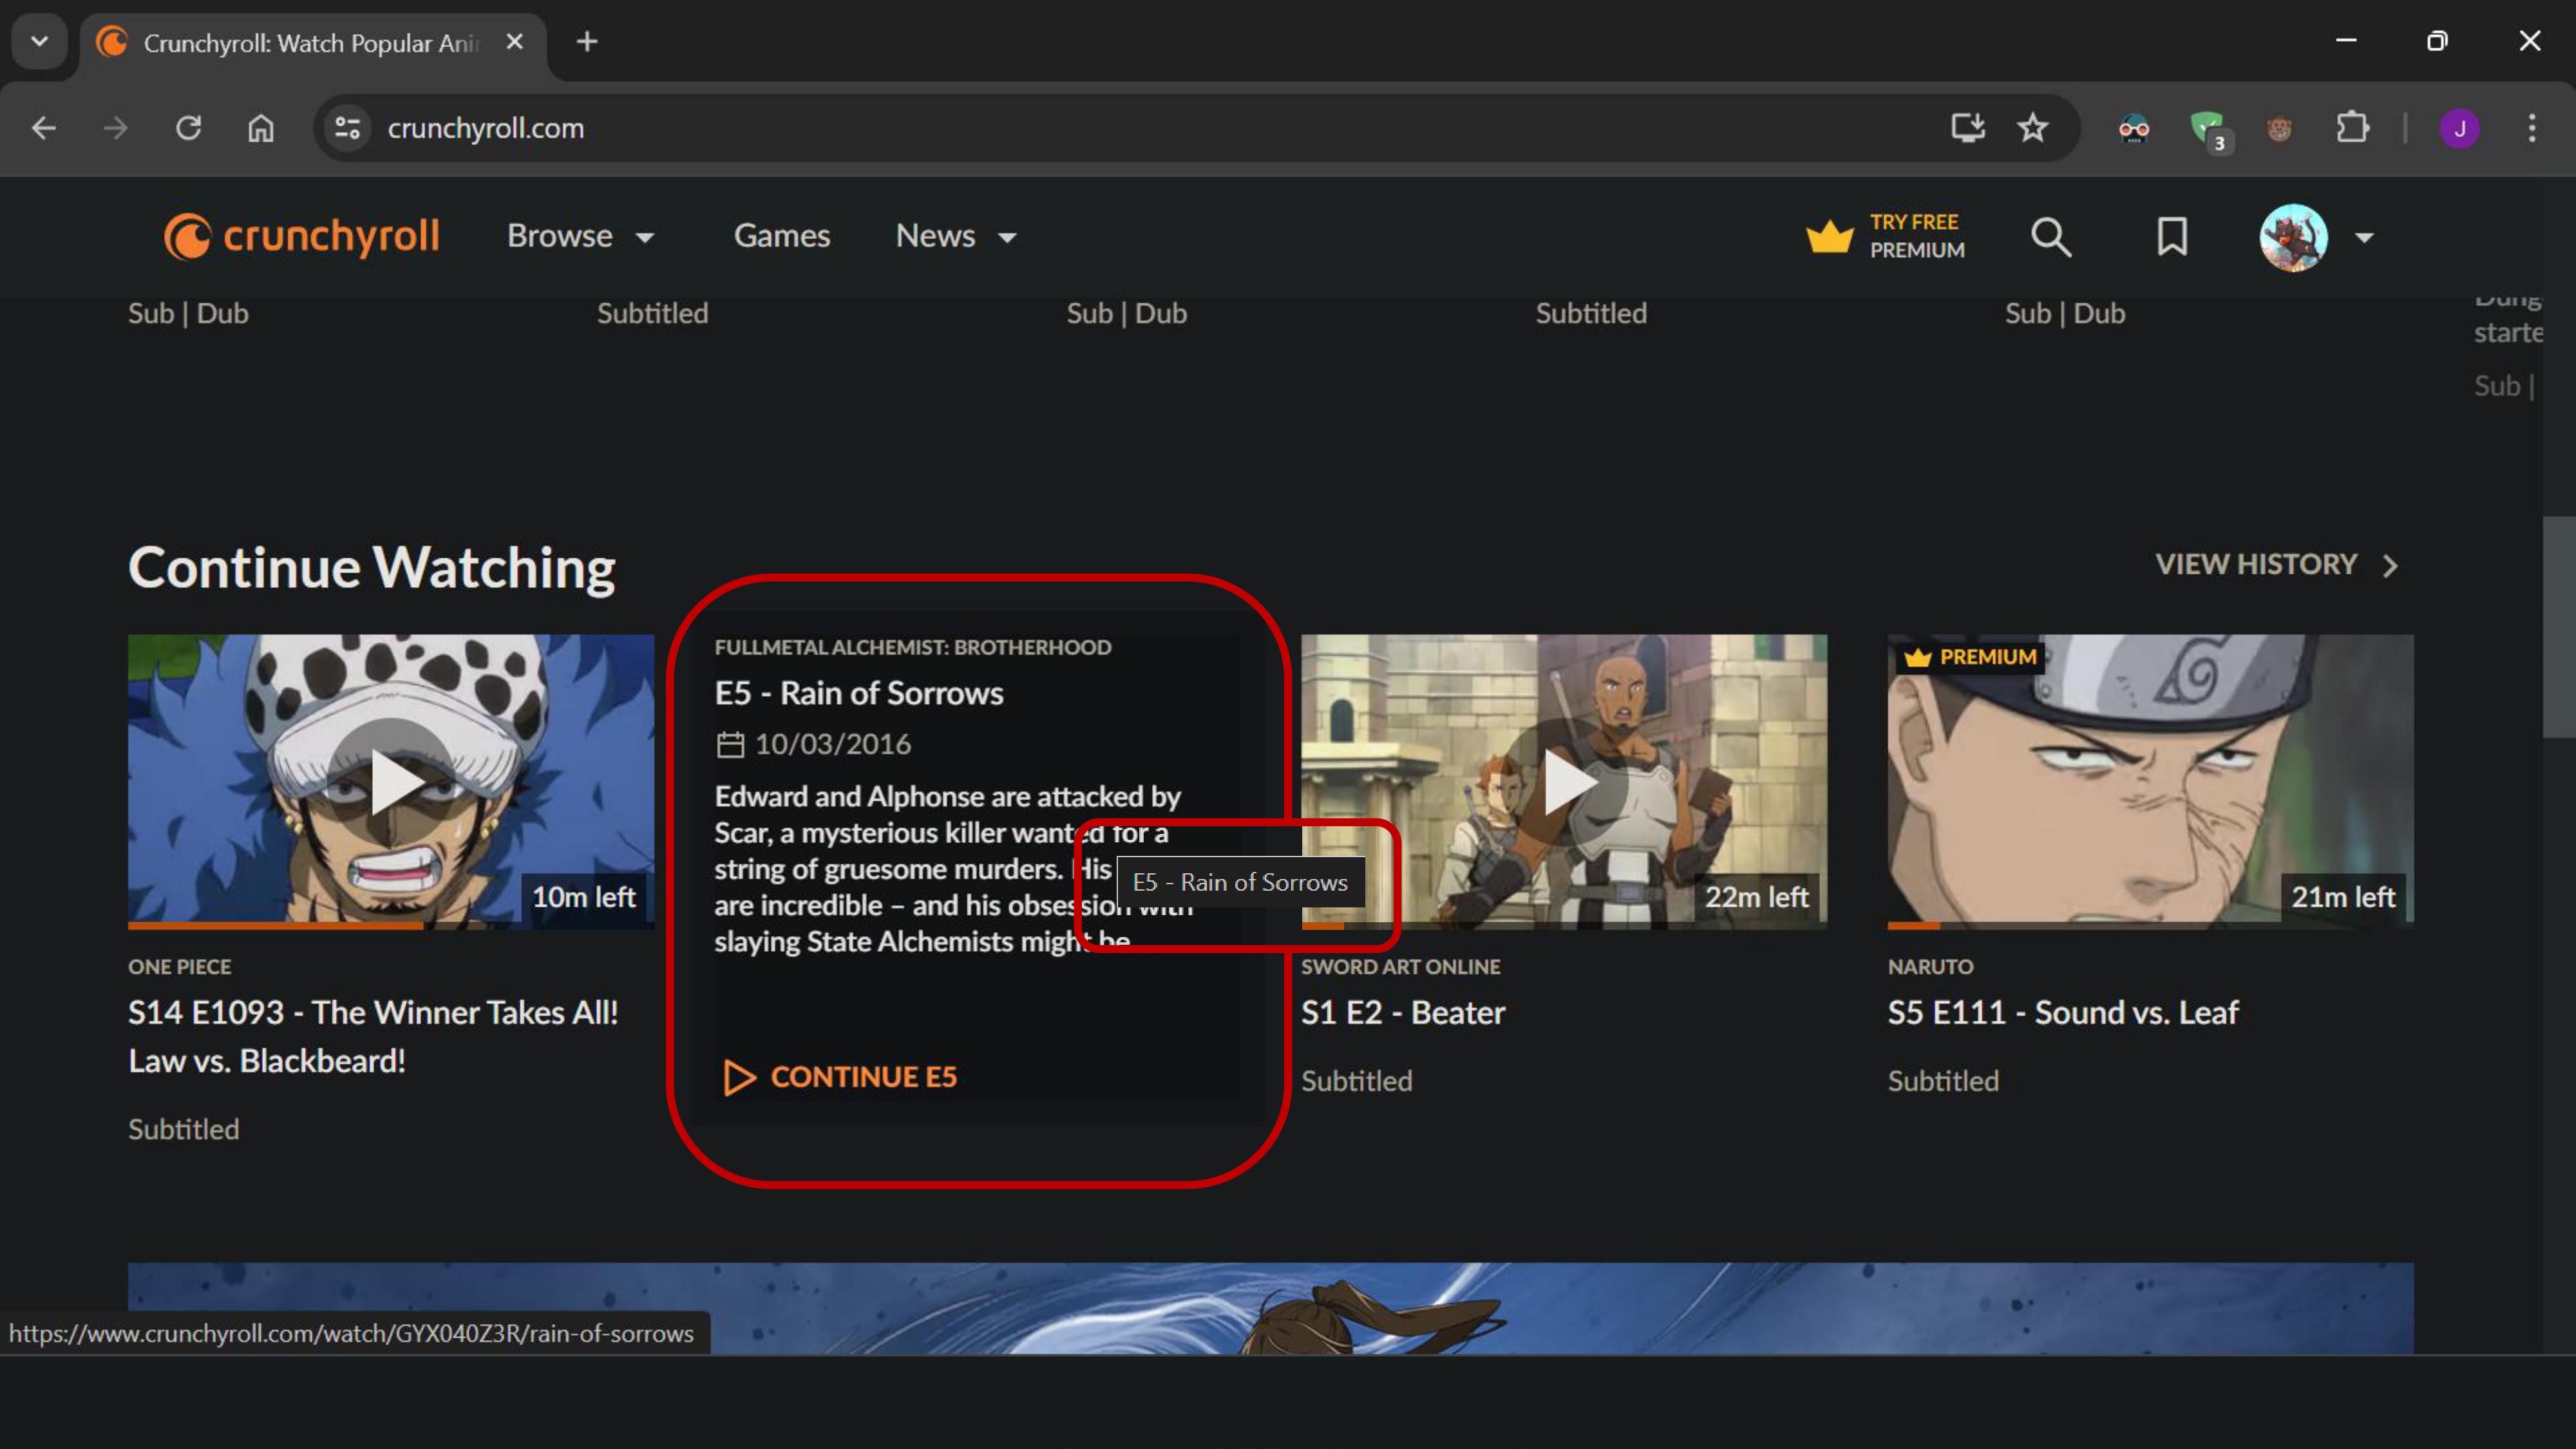 Crunchyroll: Watch Popular Ani
crunchyroll.com
3
J
crunchyroll
Browse
Games
News
TRY FREE
PREMIUM
Sub | Dub
Subtitled
Sub | Dub
Subtitled
Sub | Dub
starte
Sub |
Continue Watching
VIEW HISTORY
10m left
ONE PIECE
S14 E1093 - The Winner Takes All!
Law vs. Blackbeard!
Subtitled
FULLMETAL ALCHEMIST: BROTHERHOOD
E5 - Rain of Sorrows
10/03/2016
Edward and Alphonse are attacked by
Scar, a mysterious killer wanted for a
string of gruesome murders. His
are incredible – and his obsession with
slaying State Alchemists might be
CONTINUE E5
E5 - Rain of Sorrows
22m left
SWORD ART ONLINE
S1 E2 - Beater
Subtitled
PREMIUM
21m left
NARUTO
S5 E111 - Sound vs. Leaf
Subtitled
https://www.crunchyroll.com/watch/GYX040Z3R/rain-of-sorrows